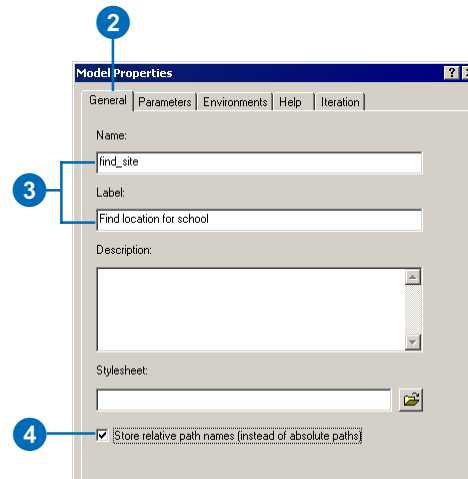 2
Model Properties
General Parameters Environments Help Iteration
Name:
3
find_site
Label:
Find location for school
Description:
Stylesheet:
4
Store relative path names (instead of absolute paths)